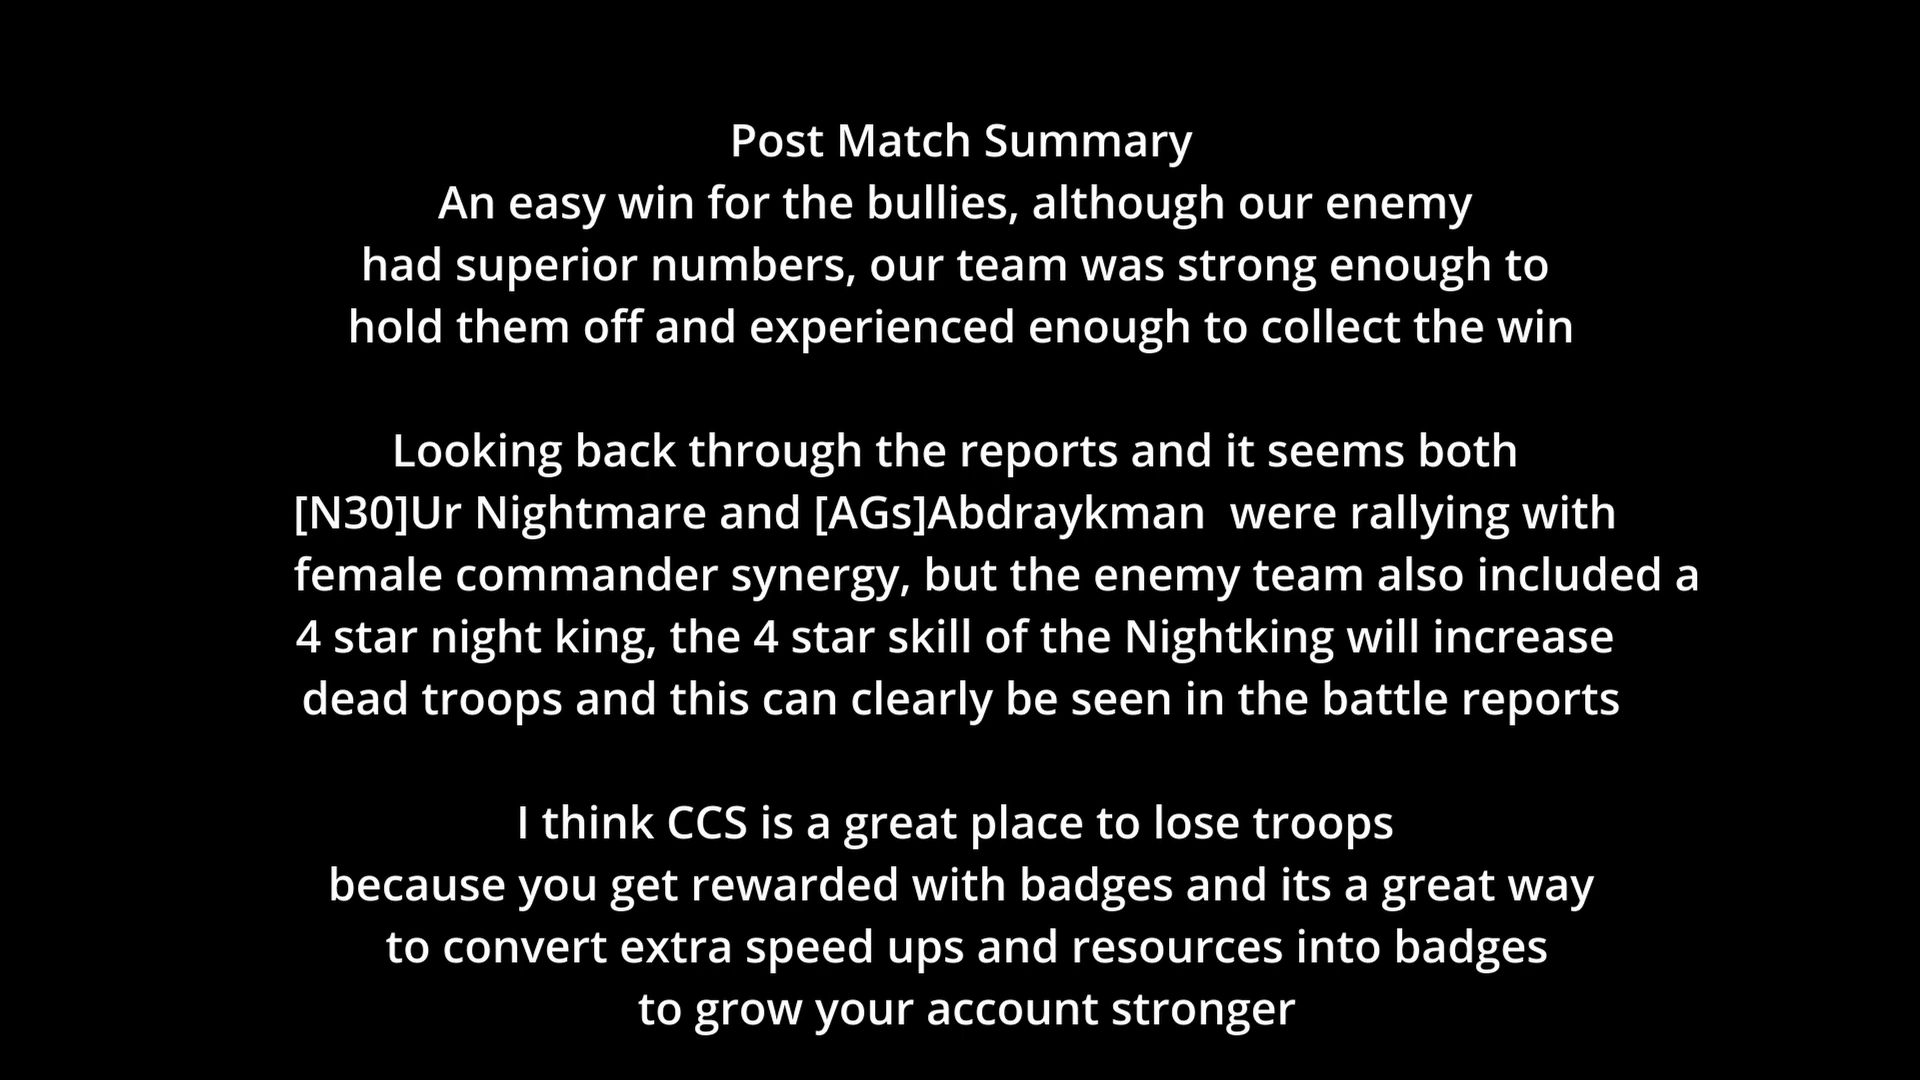 Post Match Summary
An easy win for the bullies, although our enemy
had superior numbers, our team was strong enough to
hold them off and experienced enough to collect the win
Looking back through the reports and it seems both
[N30]Ur Nightmare and [AGs]Abdraykman  were rallying with
female commander synergy, but the enemy team also included a
4 star night king, the 4 star skill of the Nightking will increase
dead troops and this can clearly be seen in the battle reports
I think CCS is a great place to lose troops
because you get rewarded with badges and its a great way
to convert extra speed ups and resources into badges
to grow your account stronger